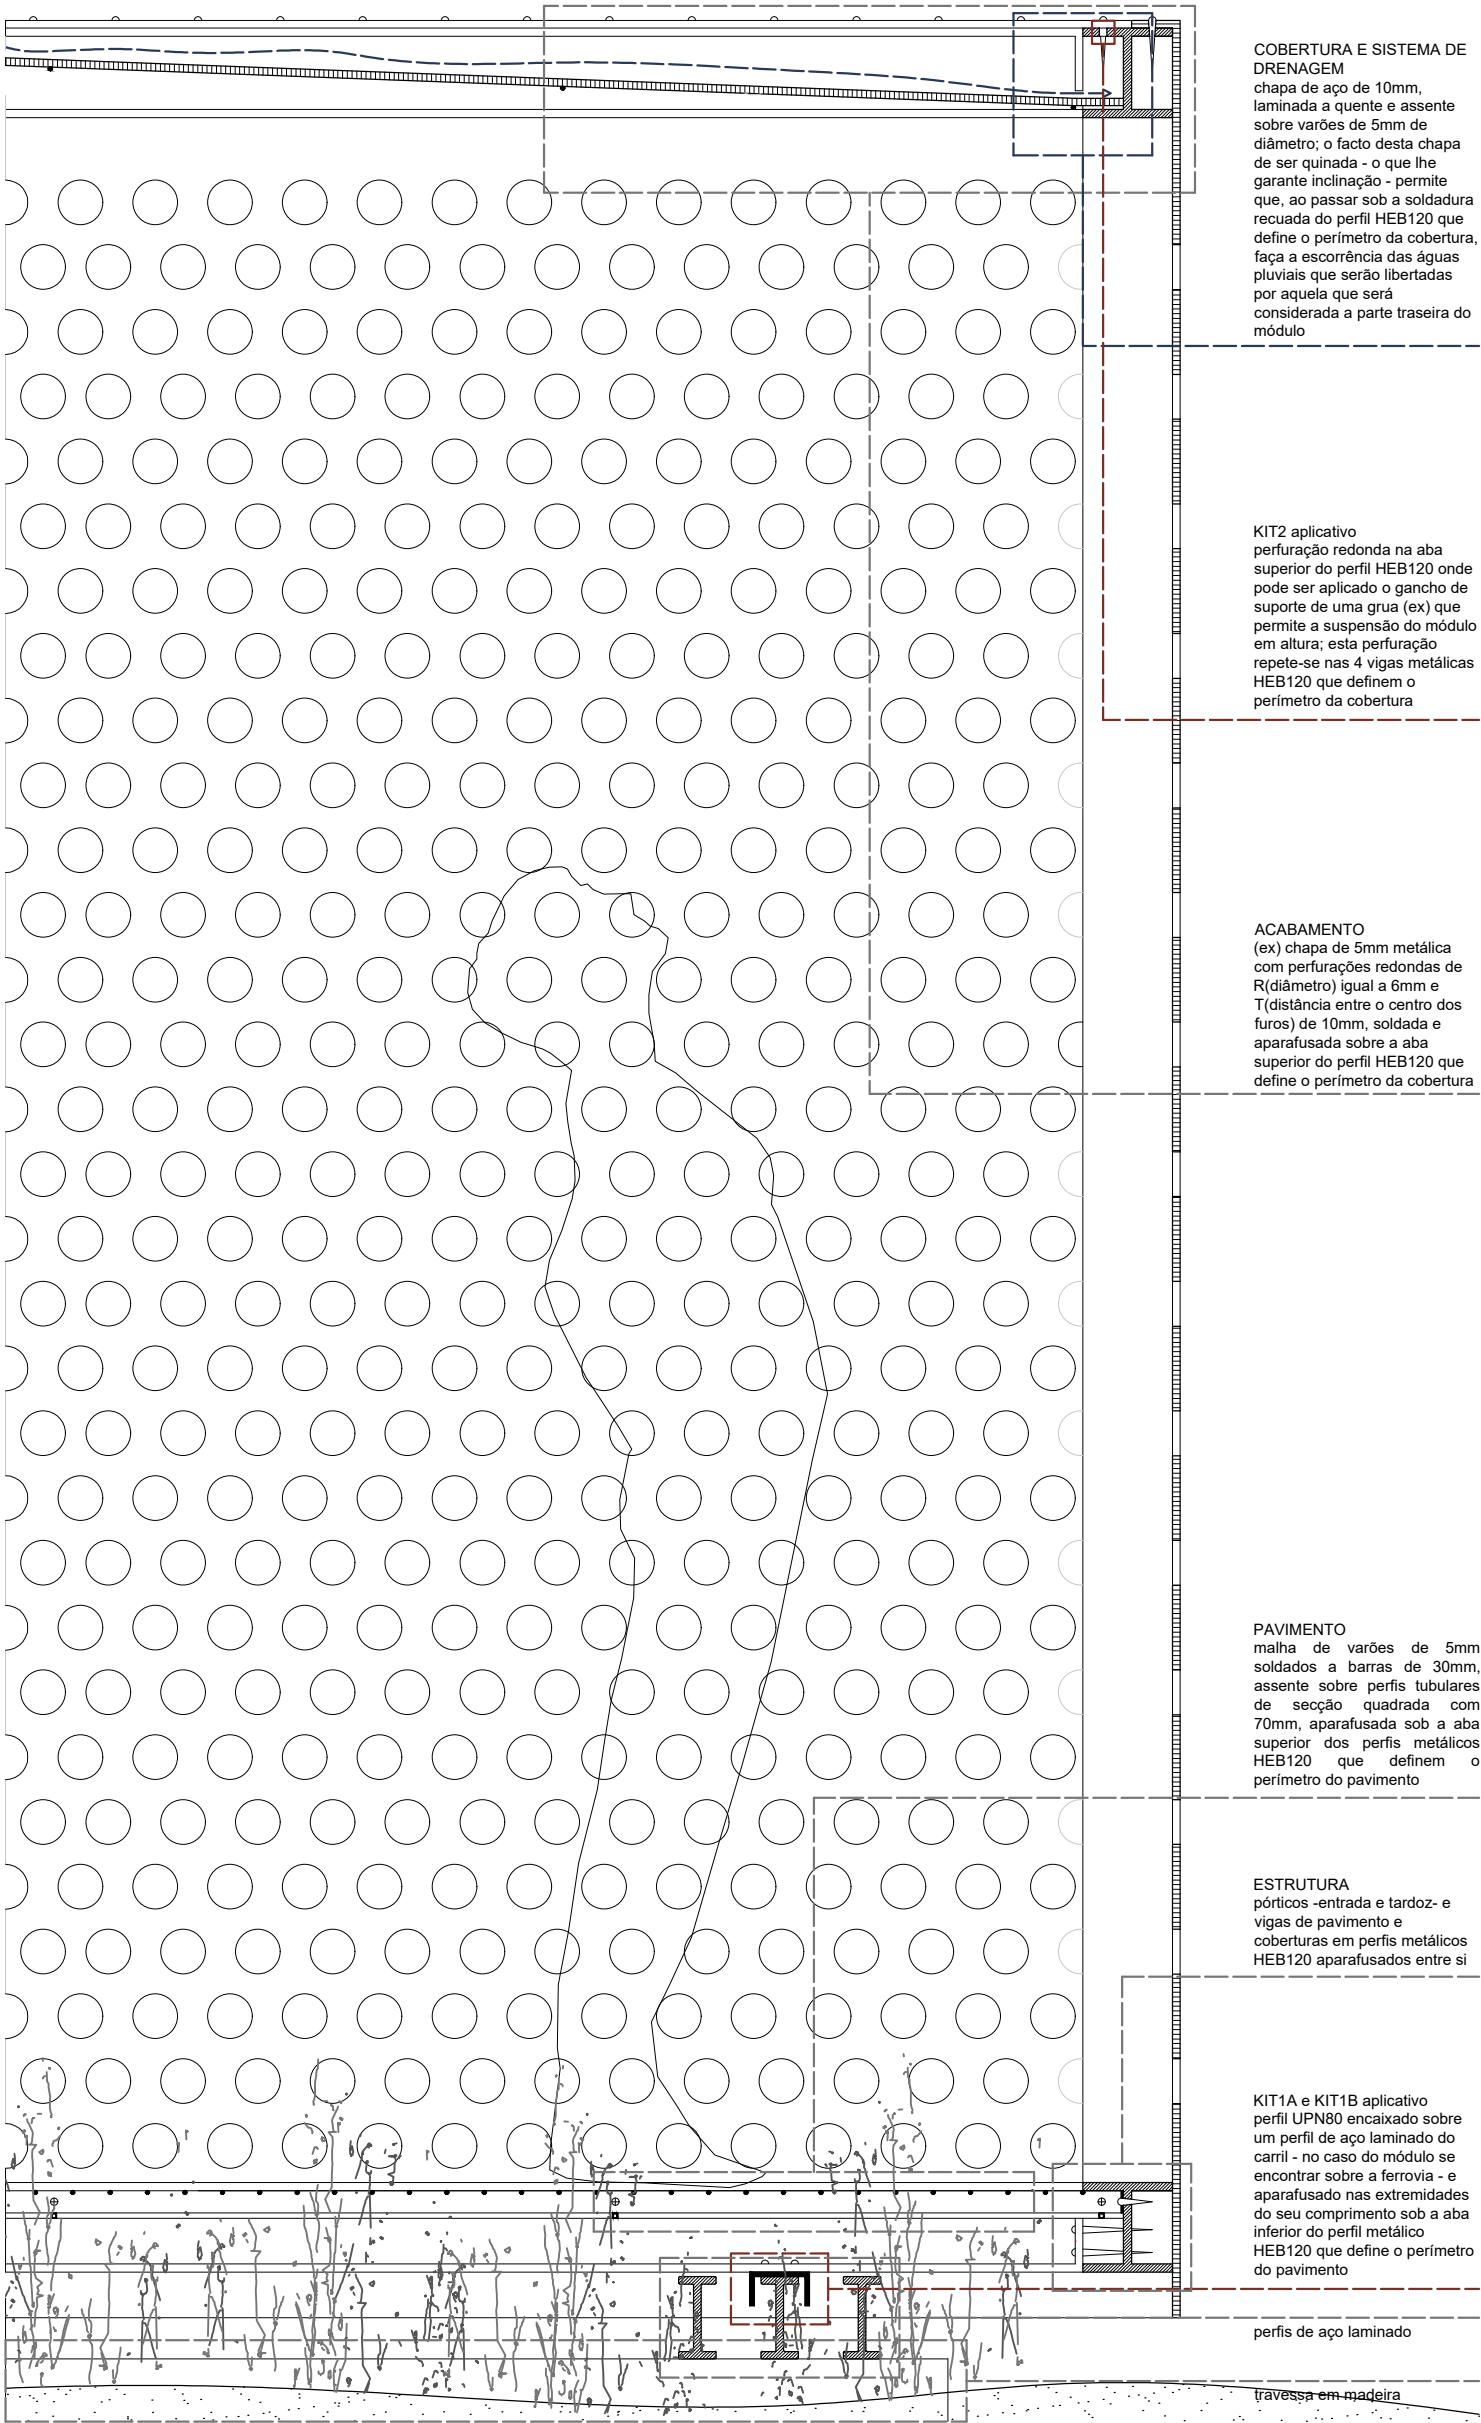 COBERTURA E SISTEMA DE
DRENAGEM
chapa de aço de 10mm,
laminada a quente e assente
sobre varões de 5mm de
diâmetro; o facto desta chapa
de ser quinada - o que lhe
garante inclinação - permite
que, ao passar sob a soldadura
recuada do perfil HEB120 que
define o perímetro da cobertura,
faça a escorrência das águas
pluviais que serão libertadas
por aquela que será
considerada a parte traseira do
módulo
KIT2 aplicativo
perfuração redonda na aba
superior do perfil HEB120 onde
pode ser aplicado o gancho de
suporte de uma grua (ex) que
permite a suspensão do módulo
em altura; esta perfuração
repete-se nas 4 vigas metálicas
HEB120 que definem o
perímetro da cobertura
ACABAMENTO
(ex) chapa de 5mm metálica
com perfurações redondas de
R(diâmetro) igual a 6mm e
T(distância entre o centro dos
furos) de 10mm, soldada e
aparafusada sobre a aba
superior do perfil HEB120 que
define o perímetro da cobertura
PAVIMENTO
malha de varões de 5mm
soldados a barras de 30mm,
assente sobre perfis tubulares
de secção quadrada com
70mm, aparafusada sob a aba
superior dos perfis metálicos
HEB120 que definem o
perímetro do pavimento
ESTRUTURA
pórticos -entrada e tardoz- e
vigas de pavimento e
coberturas em perfis metálicos
HEB120 aparafusados entre si
KIT1A e KIT1B aplicativo
perfil UPN80 encaixado sobre
um perfil de aço laminado do
carril - no caso do módulo se
encontrar sobre a ferrovia - e
aparafusado nas extremidades
do seu comprimento sob a aba
inferior do perfil metálico
HEB120 que define o perímetro
do pavimento
perfis de aço laminado
travessa em madeira